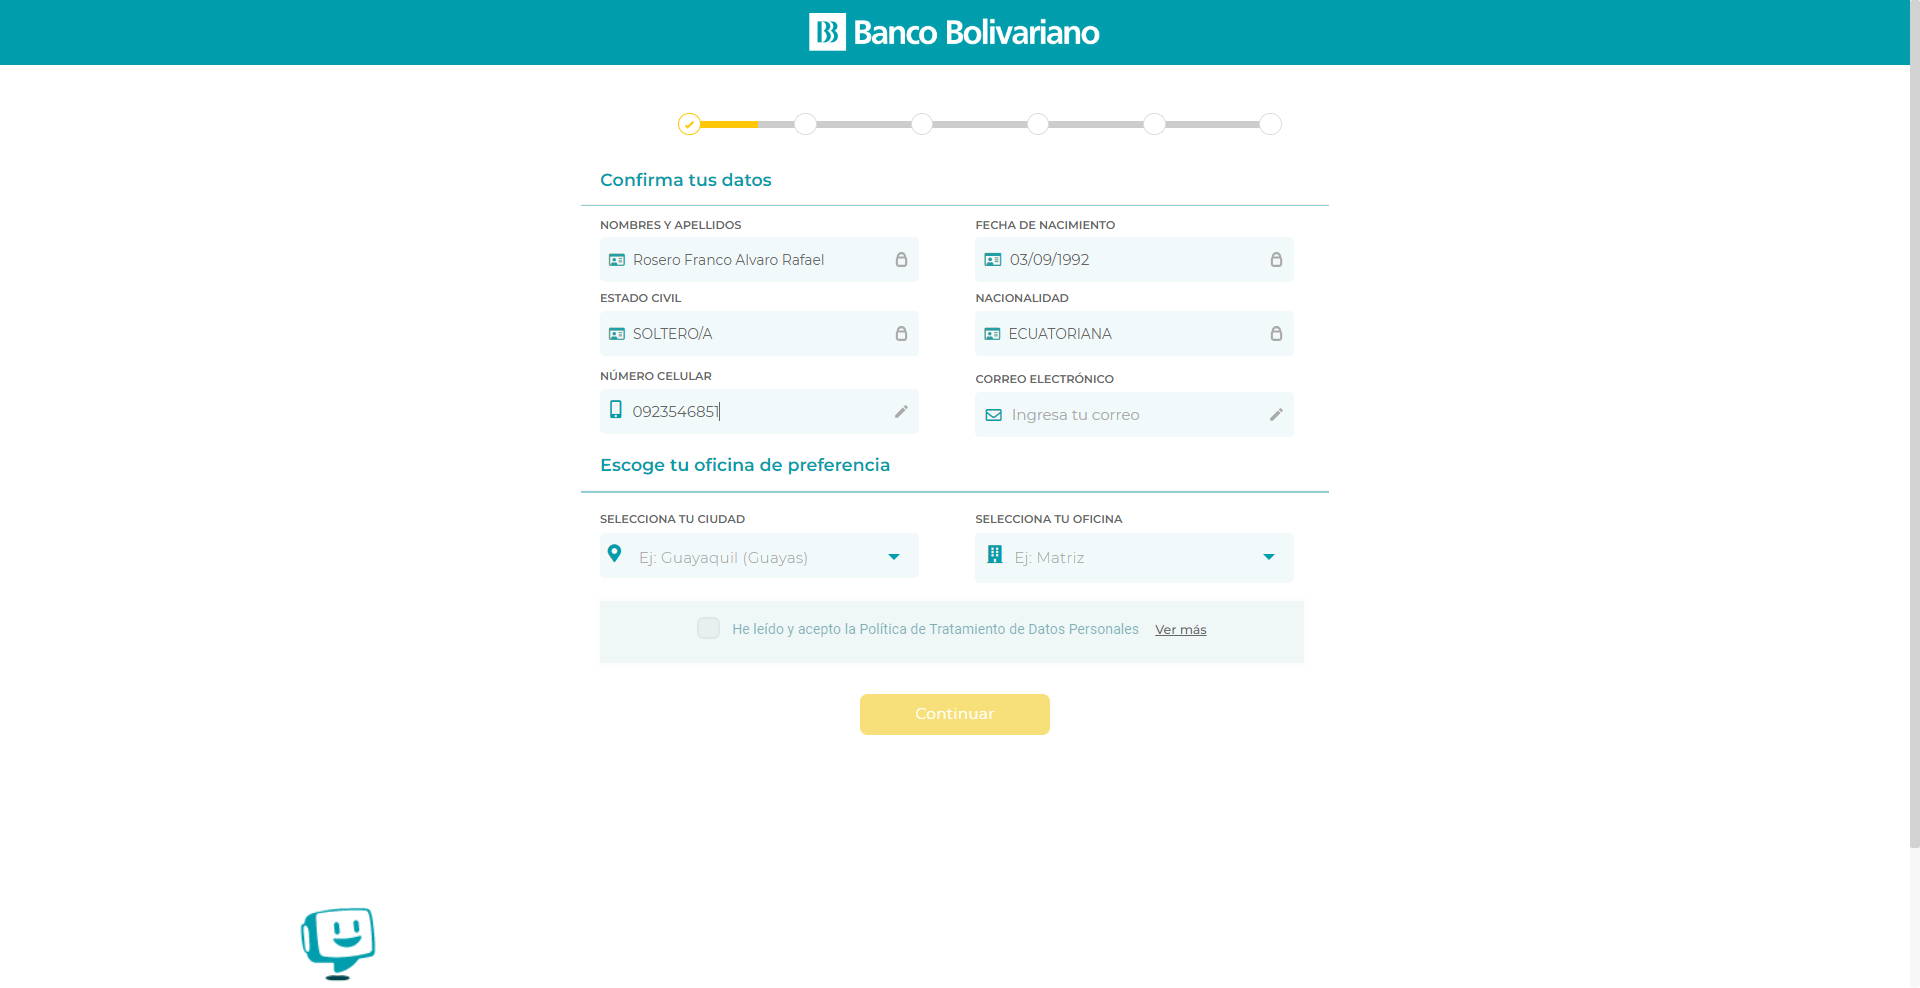 Banco Bolivariano
Confirma tus datos
NOMBRES Y APELLIDOS
Rosero Franco Alvaro Rafael
FECHA DE NACIMIENTO
03/09/1992
ESTADO CIVIL
SOLTERO/A
NACIONALIDAD
ECUATORIANA
NÚMERO CELULAR
0923546851
CORREO ELECTRÓNICO
Ingresa tu correo
Escoge tu oficina de preferencia
SELECCIONA TU CIUDAD
Ej: Guayaquil (Guayas)
SELECCIONA TU OFICINA
Ej: Matriz
He leído y acepto la Política de Tratamiento de Datos Personales Ver más
Continuar